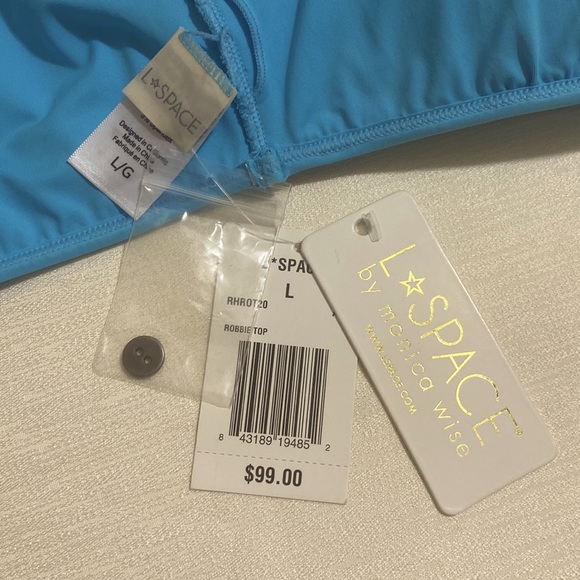 L☆SPACE
Designed in California
Made in China
Fabriqué en Chine
L/G
L*SPAC
L
RHROT20
ROBBIE TOP
8 43189 19485 2
$99.00
L☆SPACE®
by monica wise
WWW.LSPACE.COM